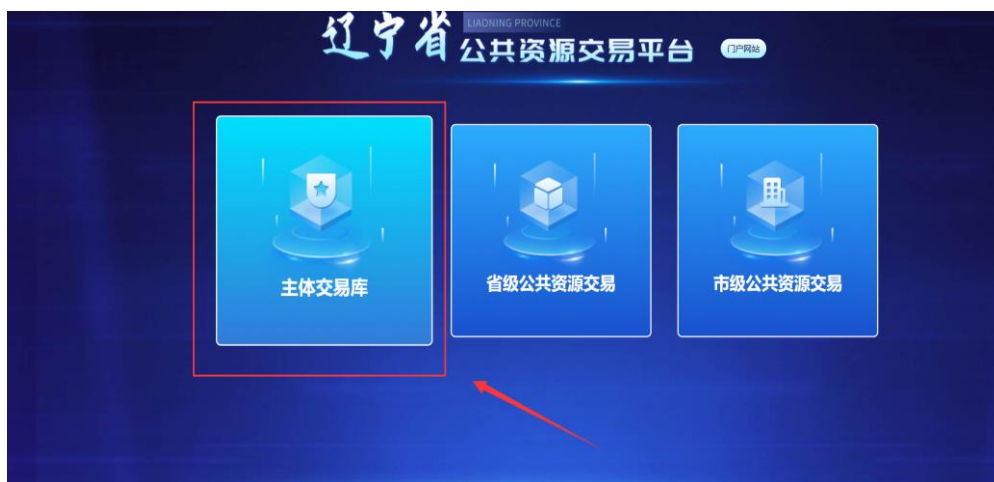 辽宁省
LIAONING PROVINCE
公共资源交易平台
门户网站
主体交易库
省级公共资源交易
市级公共资源交易